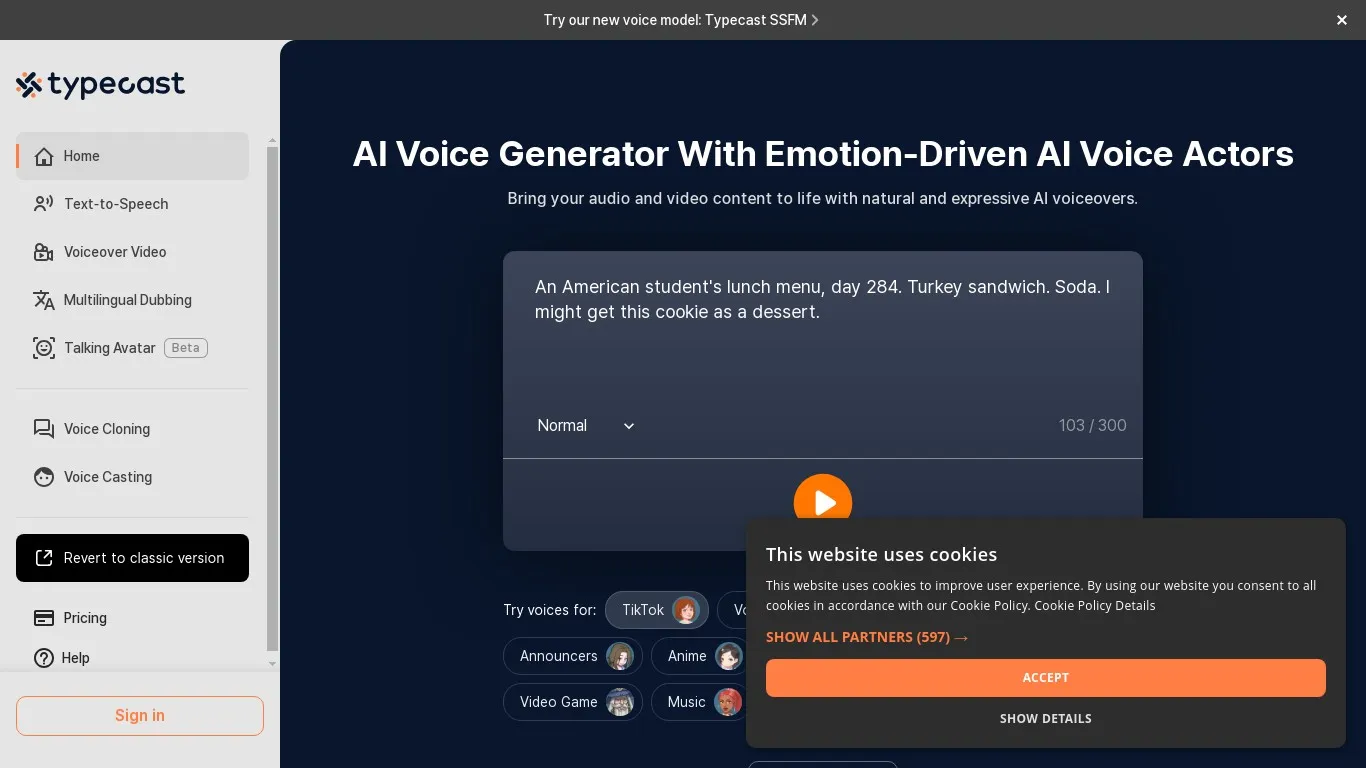 Try our new voice model: Typecast SSFM
typecast
Home
Text-to-Speech
Voiceover Video
Multilingual Dubbing
Talking Avatar Beta
Voice Cloning
Voice Casting
Revert to classic version
Pricing
Help
Sign in
AI Voice Generator With Emotion-Driven AI Voice Actors
Bring your audio and video content to life with natural and expressive AI voiceovers.
An American student's lunch menu, day 284. Turkey sandwich. Soda. I
might get this cookie as a dessert.
Normal
103 / 300
Try voices for: TikTok
Announcers Anime
Video Game Music
This website uses cookies
This website uses cookies to improve user experience. By using our website you consent to all
cookies in accordance with our Cookie Policy. Cookie Policy Details
SHOW ALL PARTNERS (597) →
ACCEPT
SHOW DETAILS